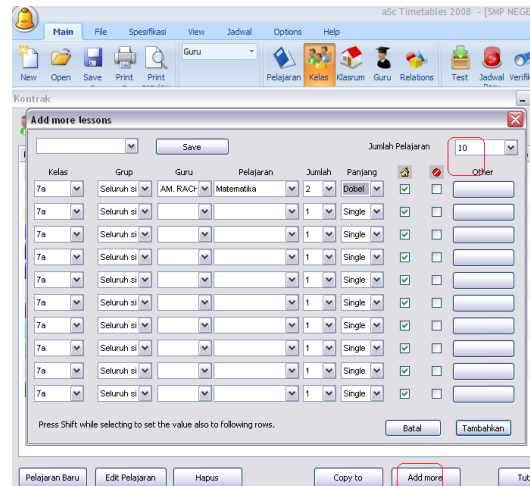 aSc Timetables 2008 - [SMP NEGE
Main File Spesifikasi View Jadwal Options Help
Guru
New Open Save Print Print Pelajaran Kelas Klasrum Guru Relations Test Jadwal Verifik
Kontrak
Add more lessons
Save Jumlah Pelajaran 10
Kelas Grup Guru Pelajaran Jumlah Panjang Other
7a Seluruh si AM. RACH Matematika 2 Dobel
7a Seluruh si 1 Single
7a Seluruh si 1 Single
7a Seluruh si 1 Single
7a Seluruh si 1 Single
7a Seluruh si 1 Single
7a Seluruh si 1 Single
7a Seluruh si 1 Single
7a Seluruh si 1 Single
7a Seluruh si 1 Single
Press Shift while selecting to set the value also to following rows. Batal Tambahkan
Pelajaran Baru Edit Pelajaran Hapus Copy to Add more Tut